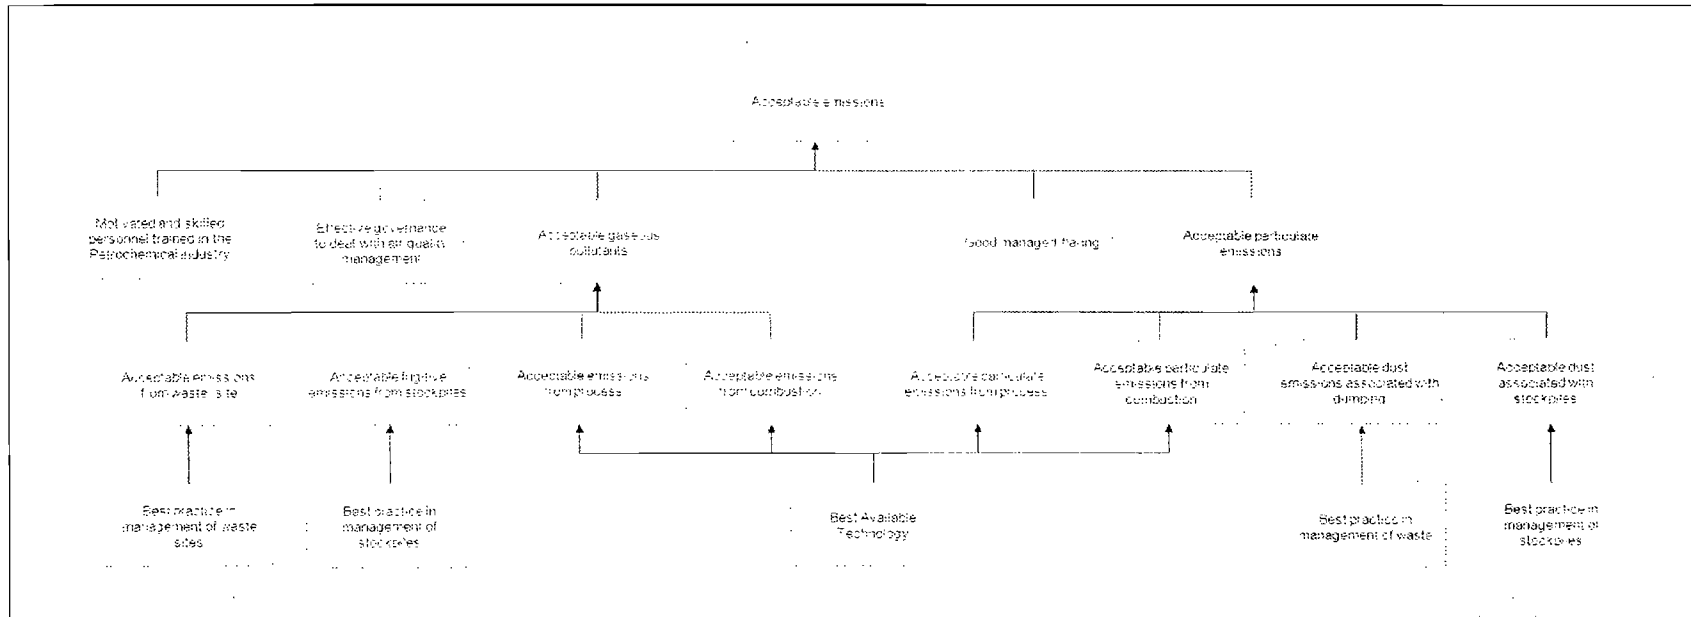 Acceptable emissions
Motivated and skilled
personnel trained in the
Petrochemical industry
Effective governance
to deal with air quality
management
Acceptable gaseous
pollutants
Good managed flaring
Acceptable particulate
emissions
Acceptable emissions
from waste site
Acceptable fugitive
emissions from stockpiles
Acceptable emissions
from process
Acceptable emissions
from combustion
Acceptable particulate
emissions from process
Acceptable particulate
emissions from
combustion
Acceptable dust
emissions associated with
dumping
Acceptable dust
associated with
stockpiles
Best practice in
management of waste
sites
Best practice in
management of
stockpiles
Best Available
Technology
Best practice in
management of waste
Best practice in
management of
stockpiles